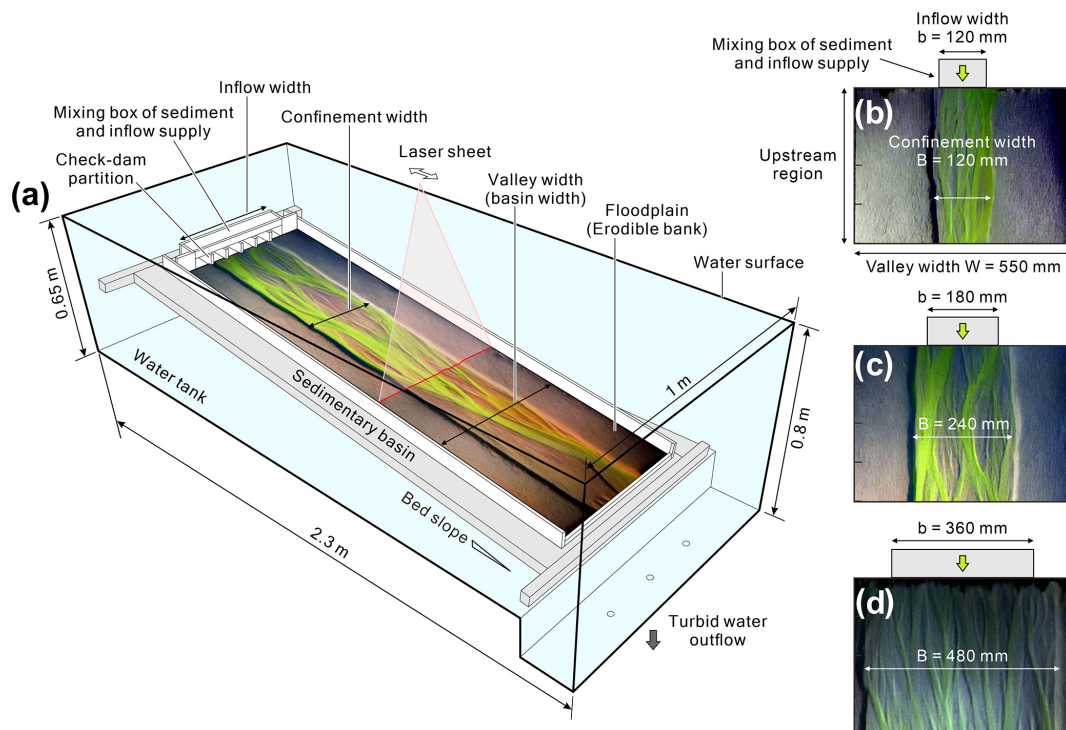 (a)
Inflow width
Mixing box of sediment
and inflow supply
Confinement width
Check-dam
partition
Laser sheet
Valley width
(basin width)
Floodplain
(Erodible bank)
Water surface
0.65 m
Water tank
Sedimentary basin
Bed slope
2.3 m
1 m
0.8 m
Turbid water
outflow
Inflow width
b = 120 mm
Mixing box of sediment
and inflow supply
(b)
Upstream
region
Confinement width
B = 120 mm
Valley width W = 550 mm
b = 180 mm
(c)
B = 240 mm
b = 360 mm
(d)
B = 480 mm